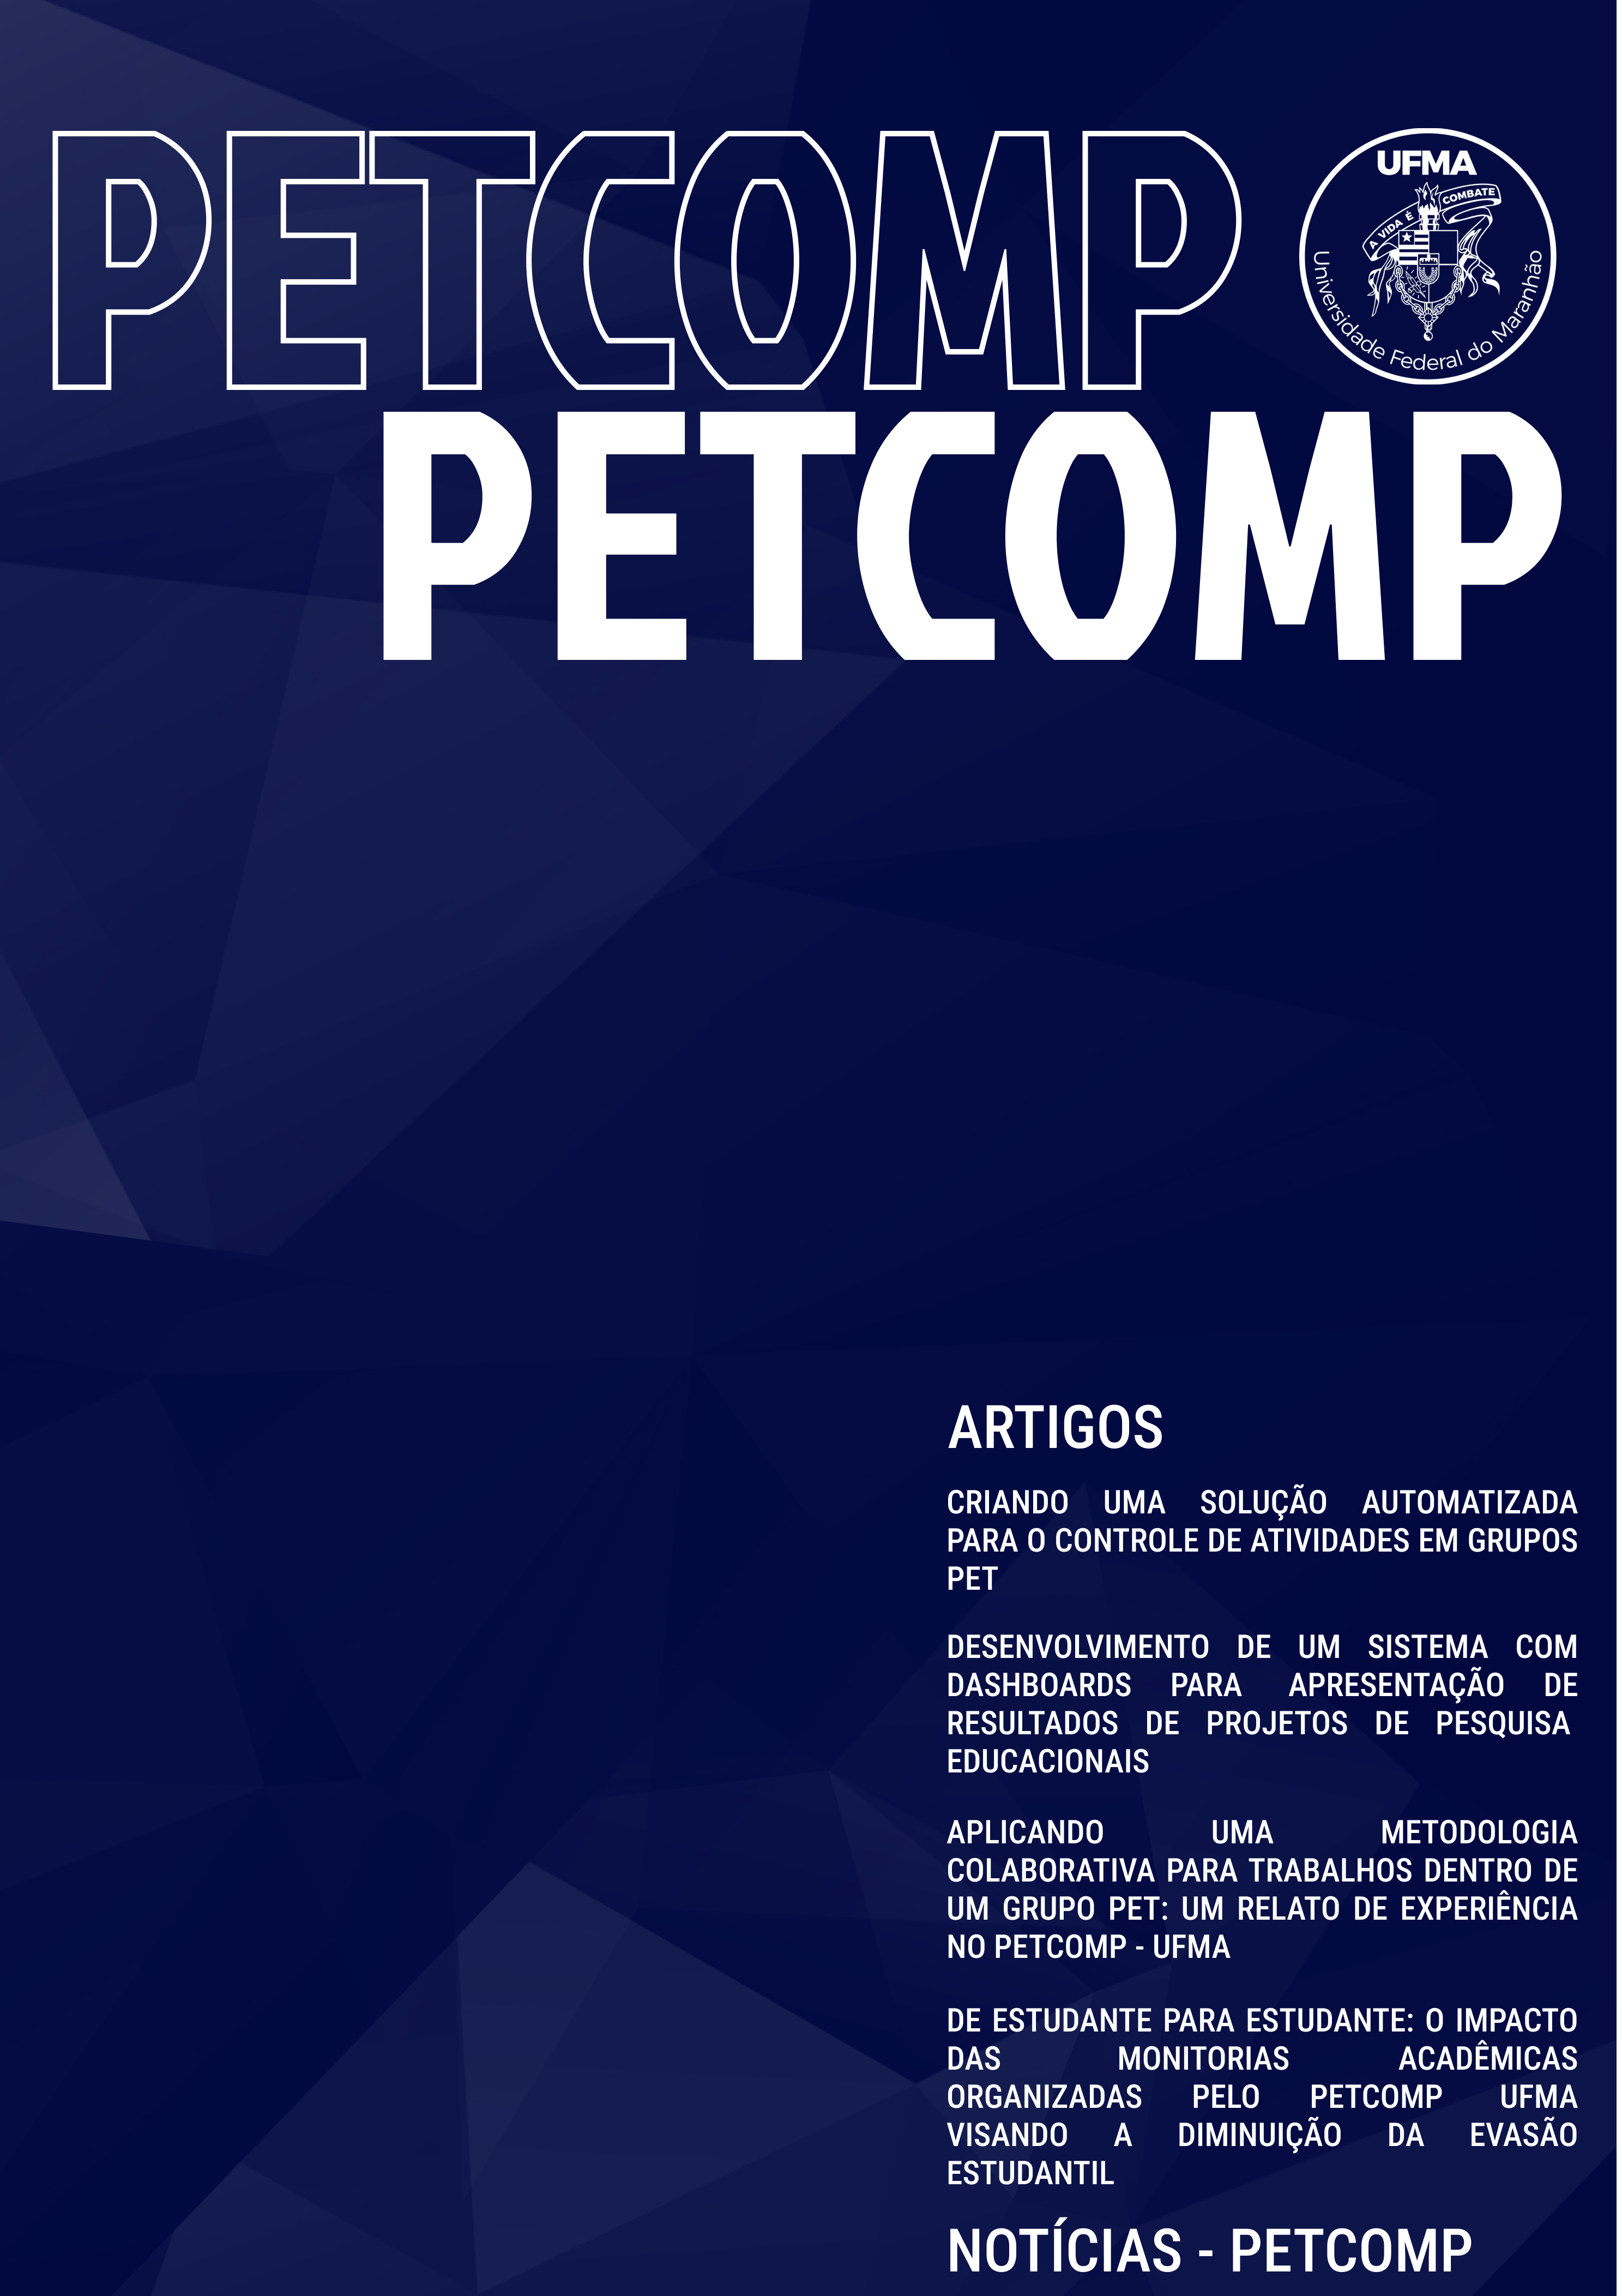 PETCOMP
UFMA
A VIDA É COMBATE
Universidade Federal do Maranhão
PETCOMP
ARTIGOS
CRIANDO UMA SOLUÇÃO AUTOMATIZADA
PARA O CONTROLE DE ATIVIDADES EM GRUPOS
PET
DESENVOLVIMENTO DE UM SISTEMA COM
DASHBOARDS PARA APRESENTAÇÃO DE
RESULTADOS DE PROJETOS DE PESQUISA
EDUCACIONAIS
APLICANDO UMA METODOLOGIA
COLABORATIVA PARA TRABALHOS DENTRO DE
UM GRUPO PET: UM RELATO DE EXPERIÊNCIA
NO PETCOMP - UFMA
DE ESTUDANTE PARA ESTUDANTE: O IMPACTO
DAS MONITORIAS ACADÊMICAS
ORGANIZADAS PELO PETCOMP UFMA
VISANDO A DIMINUIÇÃO DA EVASÃO
ESTUDANTIL
NOTÍCIAS - PETCOMP